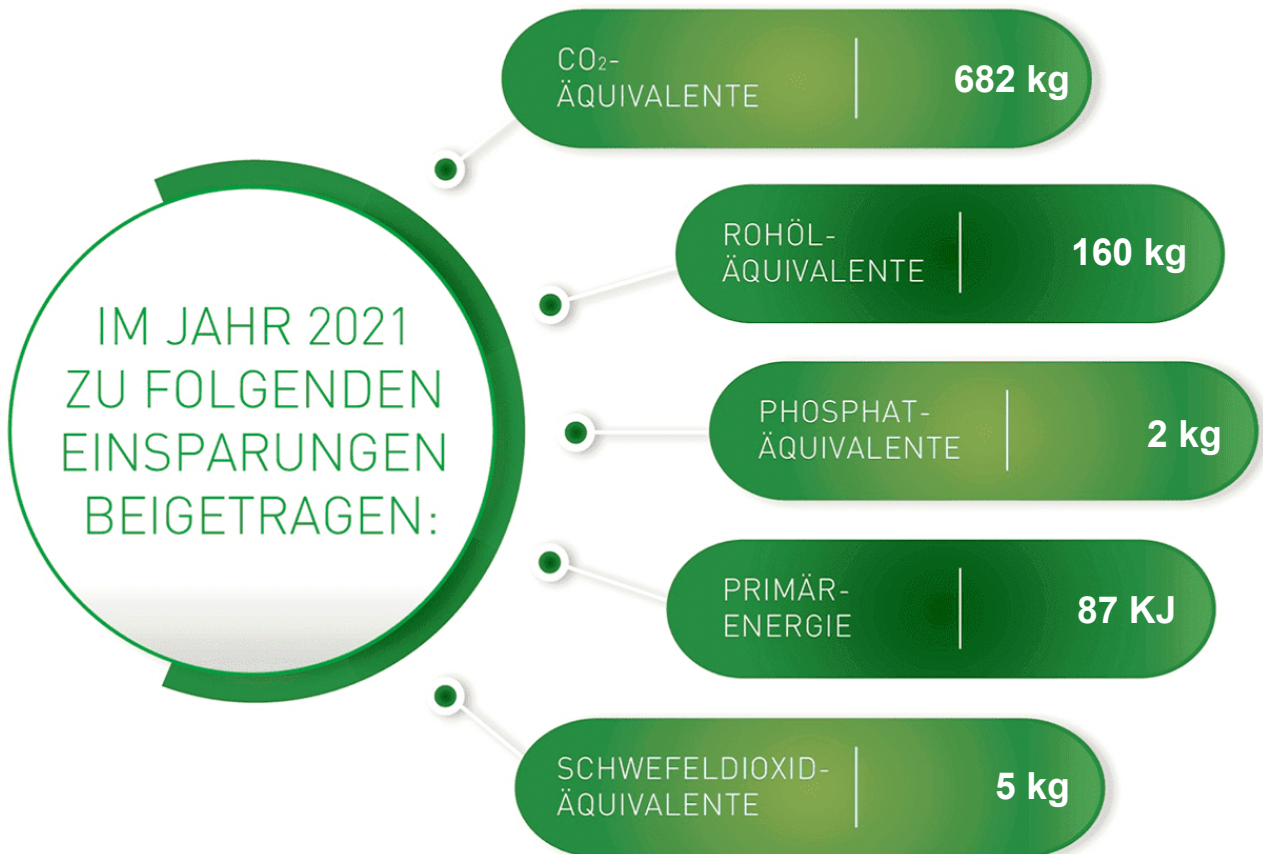 IM JAHR 2021
ZU FOLGENDEN
EINSPARUNGEN
BEIGETRAGEN:
CO₂-
ÄQUIVALENTE
682 kg
ROHÖL-
ÄQUIVALENTE
160 kg
PHOSPHAT-
ÄQUIVALENTE
2 kg
PRIMÄR-
ENERGIE
87 KJ
SCHWEFELDIOXID-
ÄQUIVALENTE
5 kg